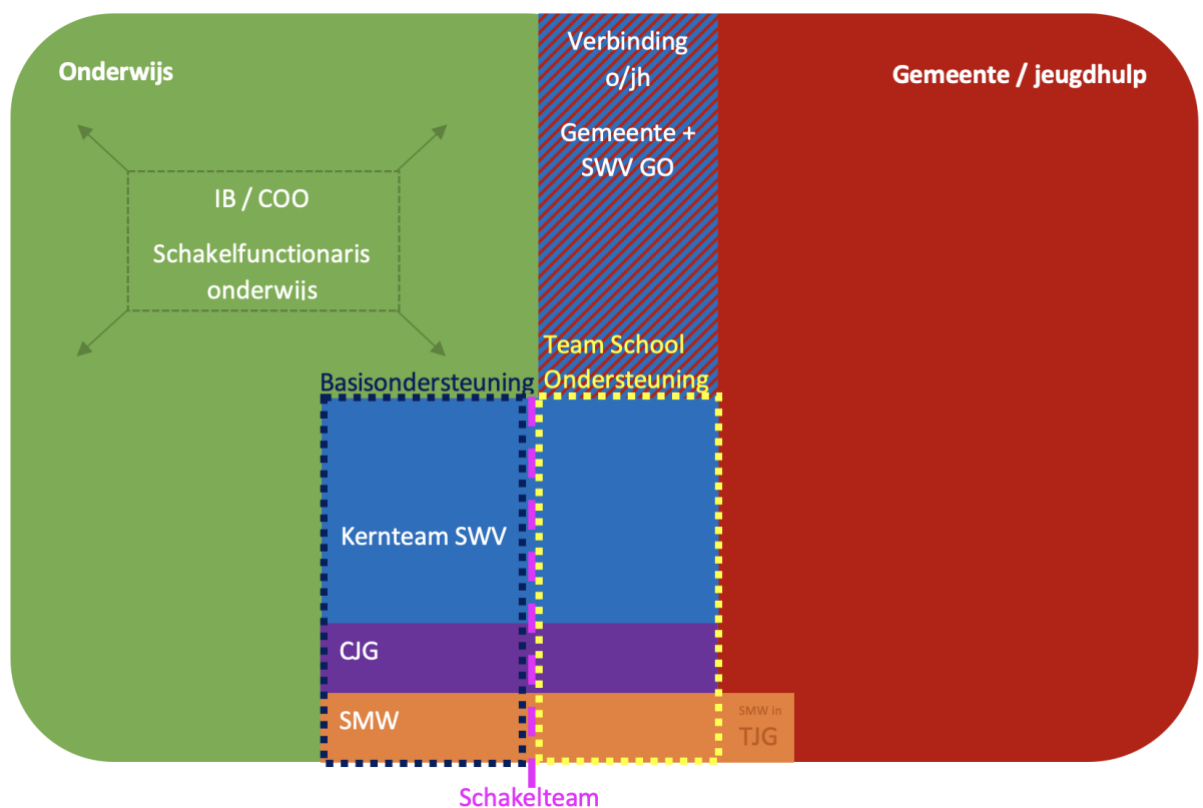 Onderwijs
Verbinding
o/jh
Gemeente +
SWV GO
Gemeente / jeugdhulp
IB / COO
Schakelfunctionaris
onderwijs
Team School
Ondersteuning
Basisondersteuning
Kernteam SWV
CJG
SMW
SMW in
TJG
Schakelteam